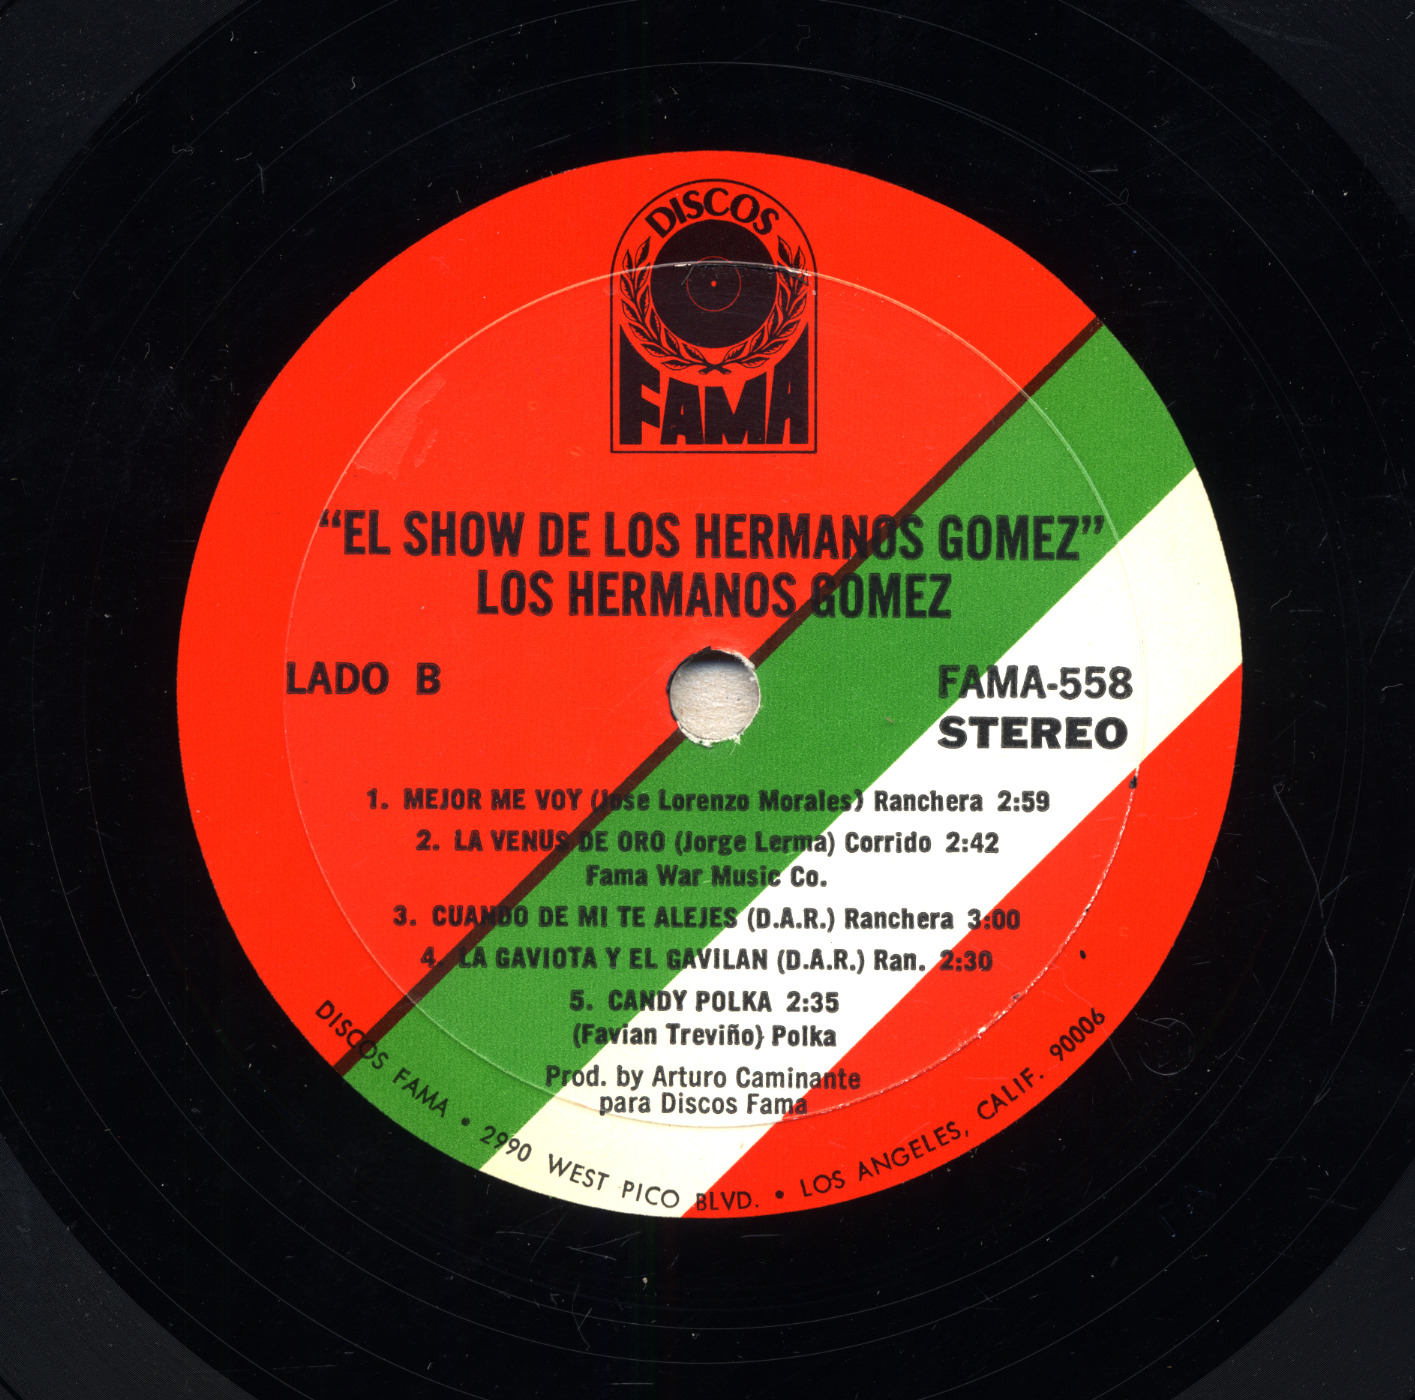 DISCOS
FAMA
“EL SHOW DE LOS HERMANOS GOMEZ”
LOS HERMANOS GOMEZ
LADO B
FAMA-558
STEREO
1. MEJOR ME VOY (Jose Lorenzo Morales) Ranchera 2:59
2. LA VENUS DE ORO (Jorge Lerma) Corrido 2:42
Fama War Music Co.
3. CUANDO DE MI TE ALEJES (D.A.R.) Ranchera 3:00
4. LA GAVIOTA Y EL GAVILAN (D.A.R.) Ran. 2:30
5. CANDY POLKA 2:35
(Favian Treviño) Polka
Prod. by Arturo Caminante
para Discos Fama
DISCOS FAMA • 2990 WEST PICO BLVD. • LOS ANGELES, CALIF. 90006